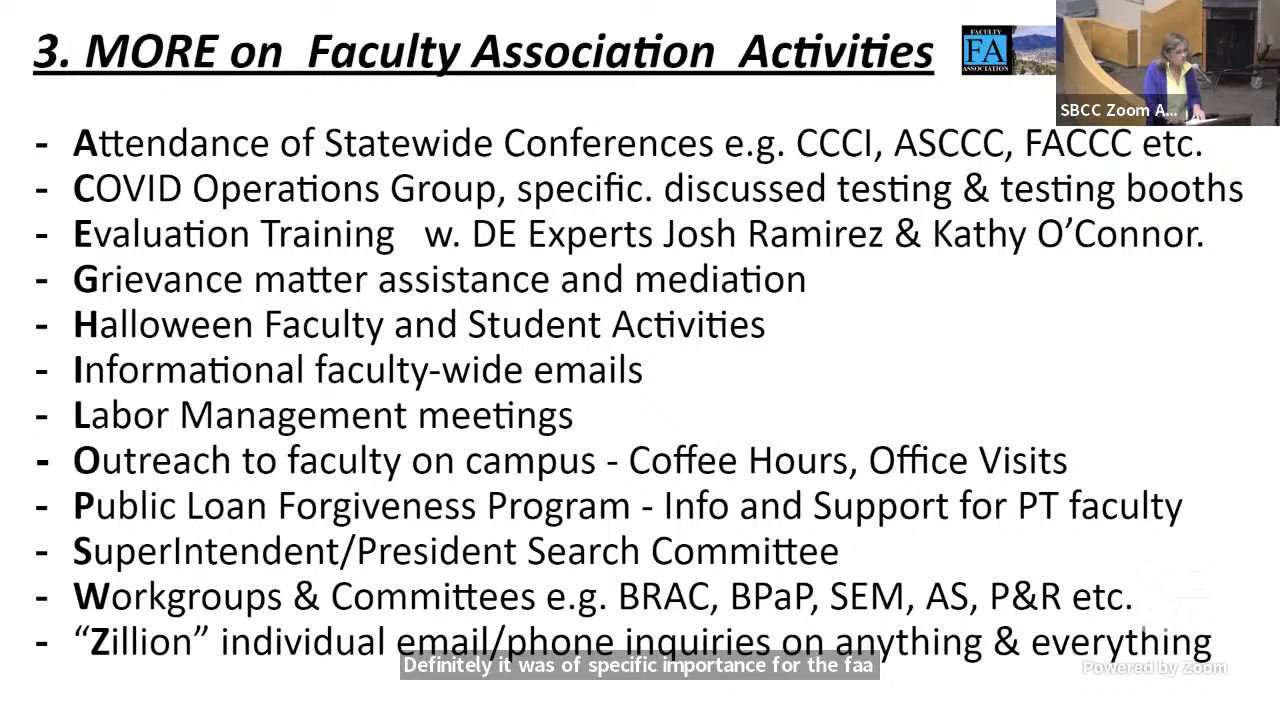 3. MORE on Faculty Association Activities
FACULTY
FA
ASSOCIATION
SBCC Zoom A...
- Attendance of Statewide Conferences e.g. CCCI, ASCCC, FACCC etc.
- COVID Operations Group, specific. discussed testing & testing booths
- Evaluation Training w. DE Experts Josh Ramirez & Kathy O’Connor.
- Grievance matter assistance and mediation
- Halloween Faculty and Student Activities
- Informational faculty-wide emails
- Labor Management meetings
- Outreach to faculty on campus - Coffee Hours, Office Visits
- Public Loan Forgiveness Program - Info and Support for PT faculty
- SuperIntendent/President Search Committee
- Workgroups & Committees e.g. BRAC, BPaP, SEM, AS, P&R etc.
- “Zillion” individual email/phone inquiries on anything & everything
Definitely it was of specific importance for the faa
Powered by Zoom